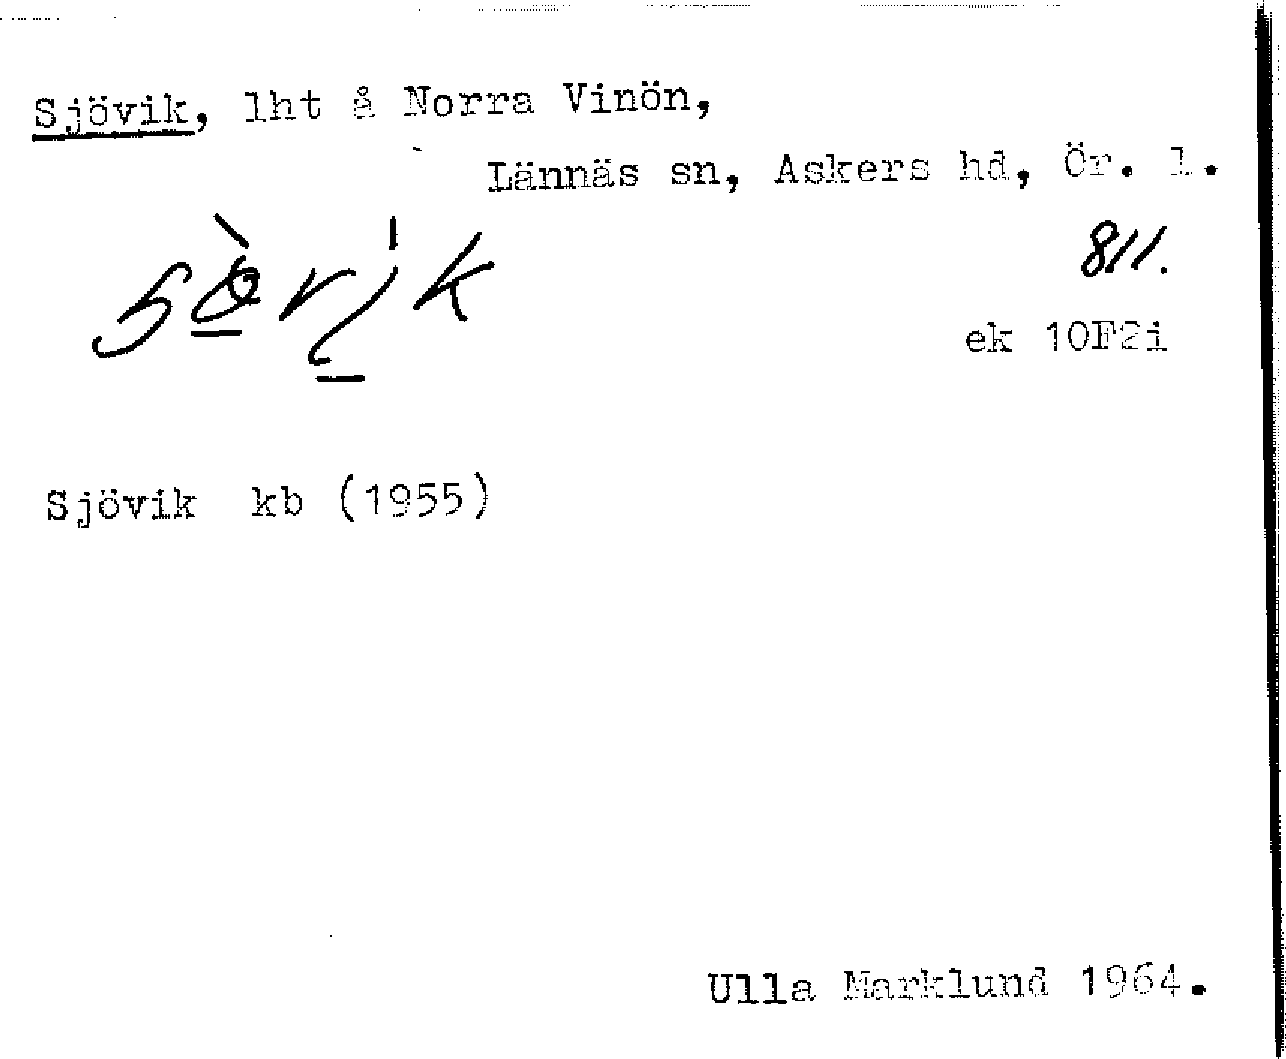 Sjövik, lht å Norra Vinön,
Lännäs sn, Askers hd, Ör. l.
811.
ek 10F2i
Sjövik kb (1955)
Ulla Marklund 1964.